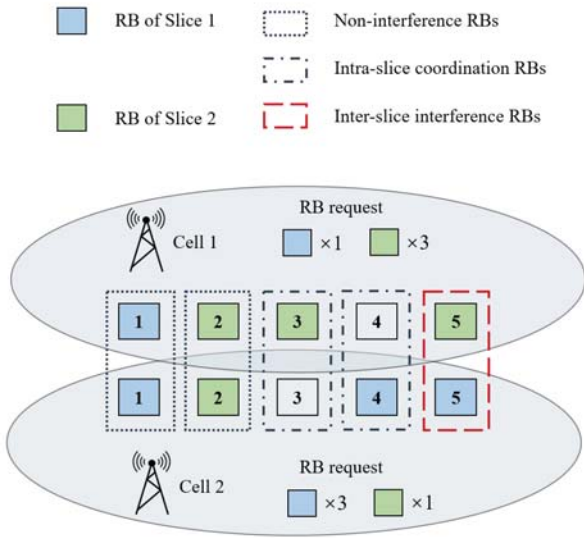 RB of Slice 1
Non-interference RBs
Intra-slice coordination RBs
RB of Slice 2
Inter-slice interference RBs
RB request
Cell 1
×1
×3
1 2 3 4 5
1 2 3 4 5
RB request
Cell 2
×3
×1